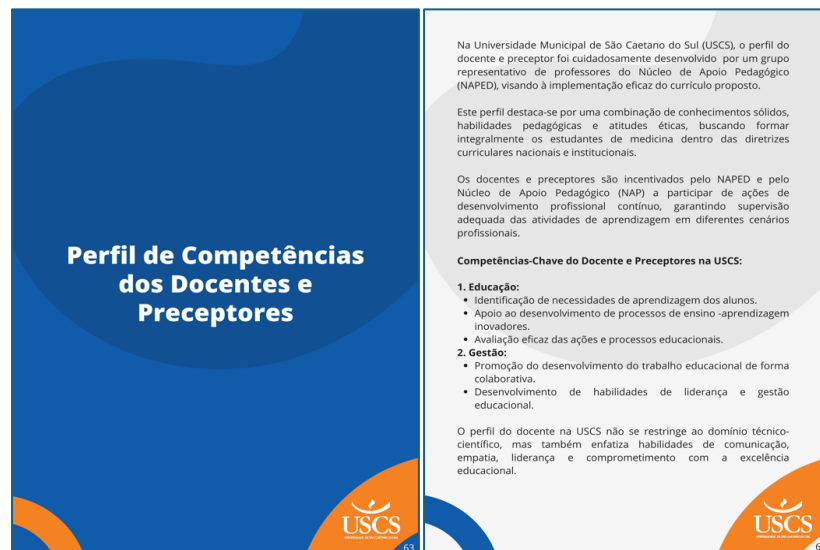 Perfil de Competências
dos Docentes e
Preceptores
USCS
63
Na Universidade Municipal de São Caetano do Sul (USCS), o perfil do
docente e preceptor foi cuidadosamente desenvolvido por um grupo
representativo de professores do Núcleo de Apoio Pedagógico
(NAPED), visando à implementação eficaz do currículo proposto.
Este perfil destaca-se por uma combinação de conhecimentos sólidos,
habilidades pedagógicas e atitudes éticas, buscando formar
integralmente os estudantes de medicina dentro das diretrizes
curriculares nacionais e institucionais.
Os docentes e preceptores são incentivados pelo NAPED e pelo
Núcleo de Apoio Pedagógico (NAP) a participar de ações de
desenvolvimento profissional contínuo, garantindo supervisão
adequada das atividades de aprendizagem em diferentes cenários
profissionais.
Competências-Chave do Docente e Preceptores na USCS:
1. Educação:
• Identificação de necessidades de aprendizagem dos alunos.
• Apoio ao desenvolvimento de processos de ensino -aprendizagem
inovadores.
• Avaliação eficaz das ações e processos educacionais.
2. Gestão:
• Promoção do desenvolvimento do trabalho educacional de forma
colaborativa.
• Desenvolvimento de habilidades de liderança e gestão
educacional.
O perfil do docente na USCS não se restringe ao domínio técnico-
científico, mas também enfatiza habilidades de comunicação,
empatia, liderança e comprometimento com a excelência
educacional.
USCS